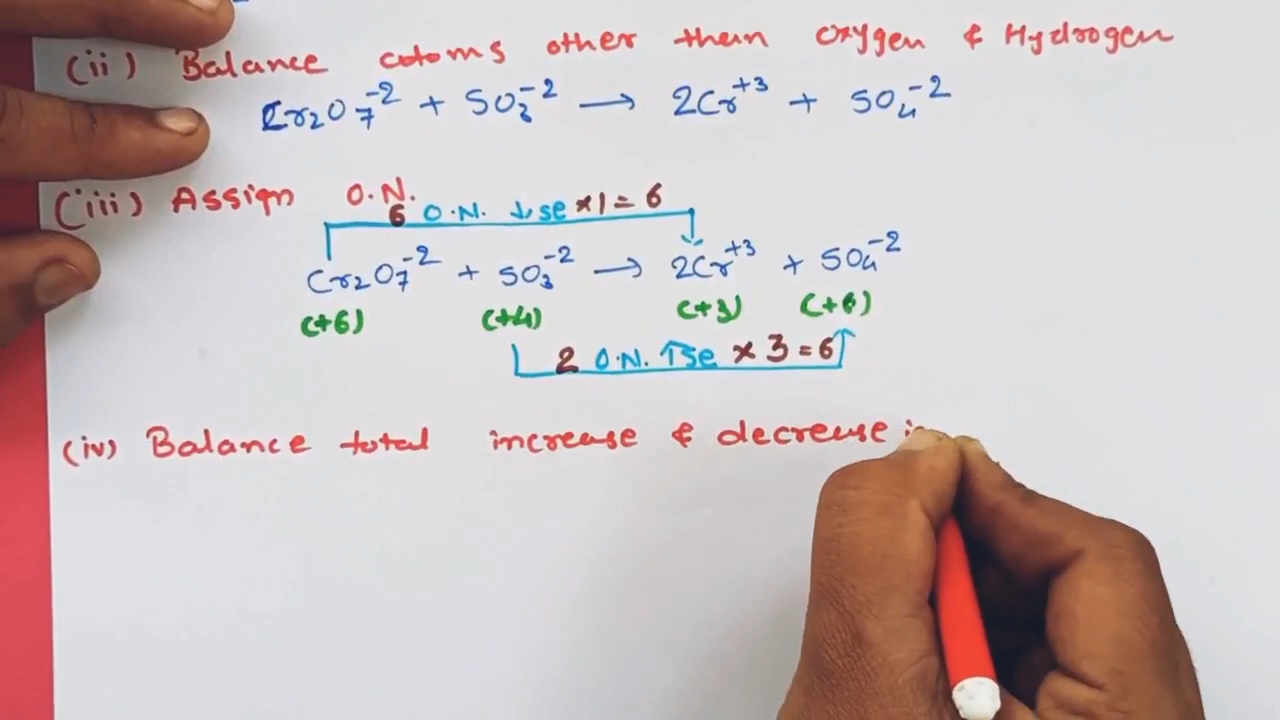 (ii) Balance atoms other than oxygen & Hydrogen
Cr₂O₇⁻² + SO₃⁻² → 2Cr⁺³ + SO₄⁻²
(iii) Assign O.N.
6 O.N. ↓se ×1=6
Cr₂O₇⁻² + SO₃⁻² → 2Cr⁺³ + SO₄⁻²
(+6) (+4) (+3) (+6)
2 O.N. ↑se × 3=6
(iv) Balance total increase & decrease